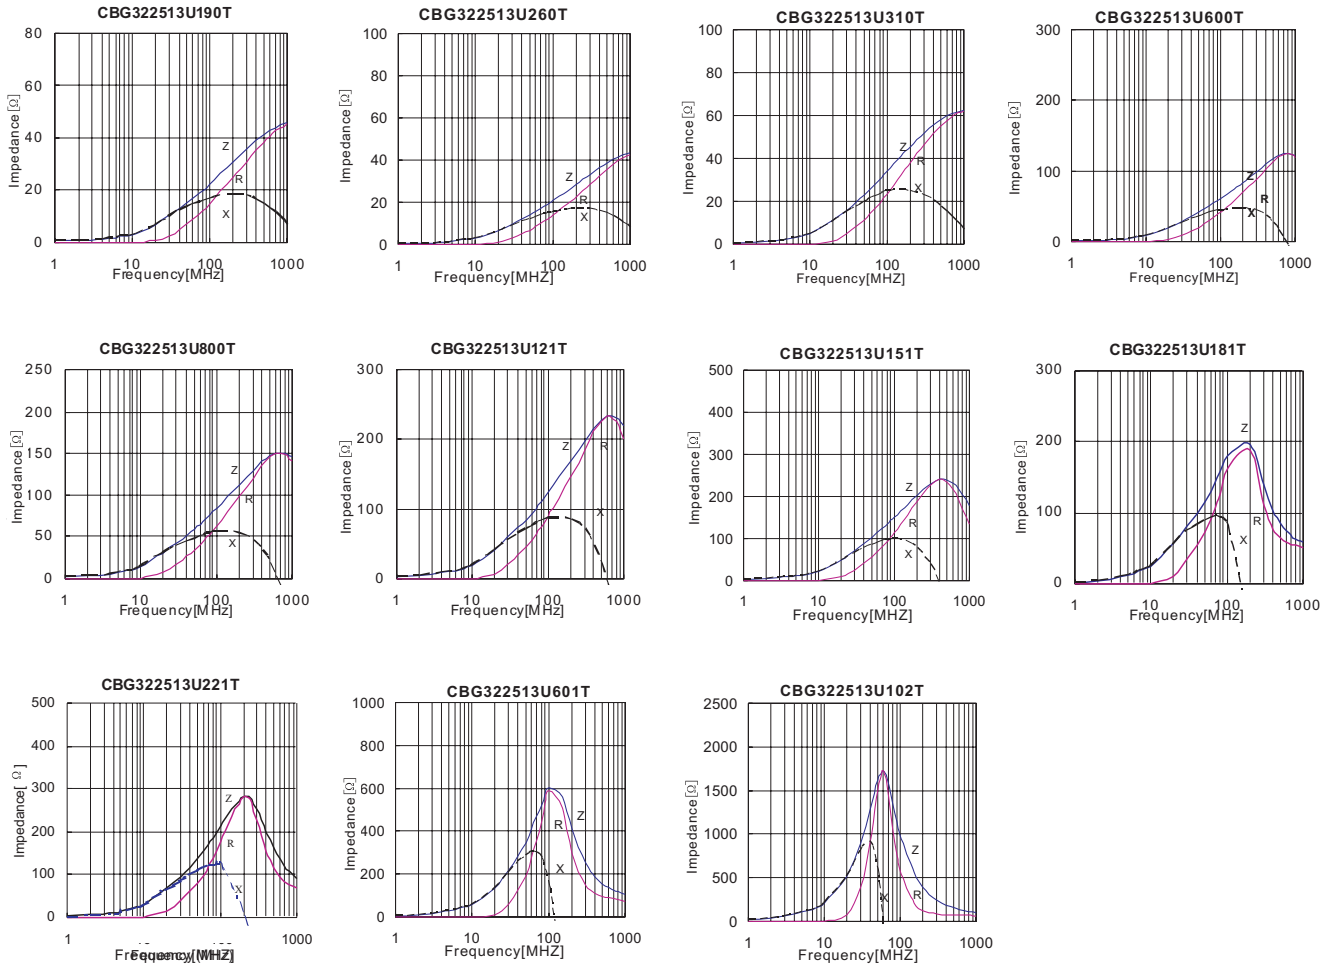 CBG322513U190T
80
60
40
20
0
Impedance[Ω]
Z
R
X
1
10
100
1000
Frequency[MHZ]
CBG322513U260T
100
80
60
40
20
0
Impedance[Ω]
Z
R
X
1
10
100
1000
Frequency[MHZ]
CBG322513U310T
100
80
60
40
20
0
Impedance[Ω]
Z
R
X
1
10
100
1000
Frequency[MHZ]
CBG322513U600T
300
200
100
0
Impedance[Ω]
Z
R
X
1
10
100
1000
Frequency[MHZ]
CBG322513U800T
250
200
150
100
50
0
Impedance[Ω]
Z
R
X
1
10
100
1000
Frequency[MHZ]
CBG322513U121T
300
200
100
0
Impedance[Ω]
Z
R
X
1
10
100
1000
Frequency[MHZ]
CBG322513U151T
500
400
300
200
100
0
Impedance[Ω]
Z
R
X
1
10
100
1000
Frequency[MHZ]
CBG322513U181T
300
200
100
0
Impedance[Ω]
Z
R
X
1
10
100
1000
Frequency[MHZ]
CBG322513U221T
500
400
300
200
100
0
Impedance[ Ω ]
Z
R
X
1
10
100
1000
CBG322513U601T
1000
800
600
400
200
0
Impedance[Ω]
Z
R
X
1
10
100
1000
Frequency[MHZ]
CBG322513U102T
2500
2000
1500
1000
500
0
Impedance[Ω]
Z
R
X
1
10
100
1000
Frequency[MHZ]